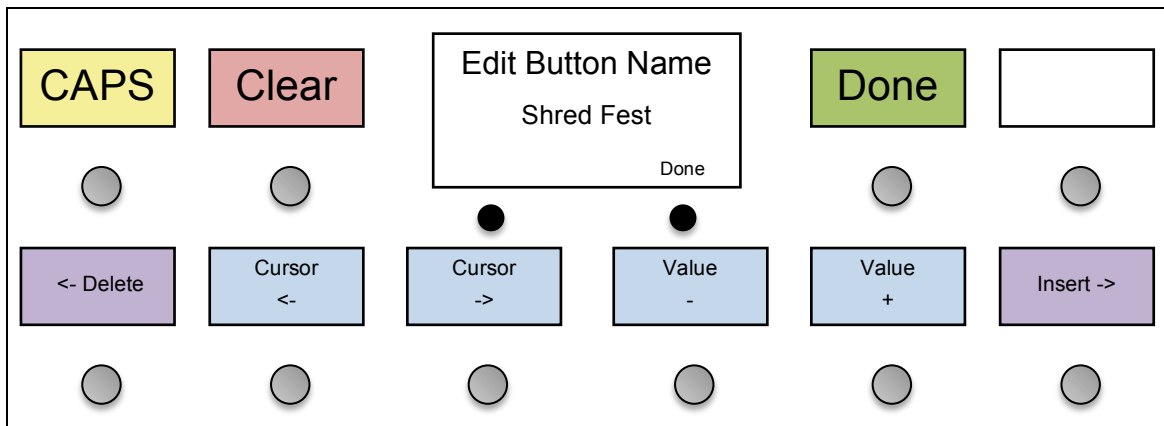 CAPS
Clear
Edit Button Name
Shred Fest
Done
Done
<- Delete
Cursor
<-
Cursor
->
Value
-
Value
+
Insert ->